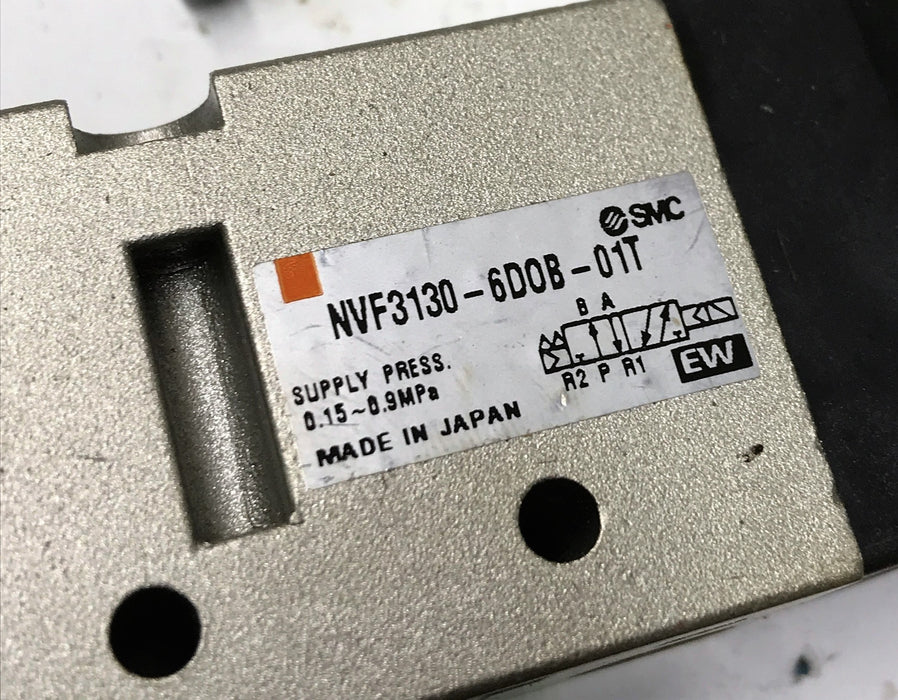 SMC
NVF3130-6D0B-01T
B A
SUPPLY PRESS.
0.15~0.9MPa
R2 P R1
EW
MADE IN JAPAN